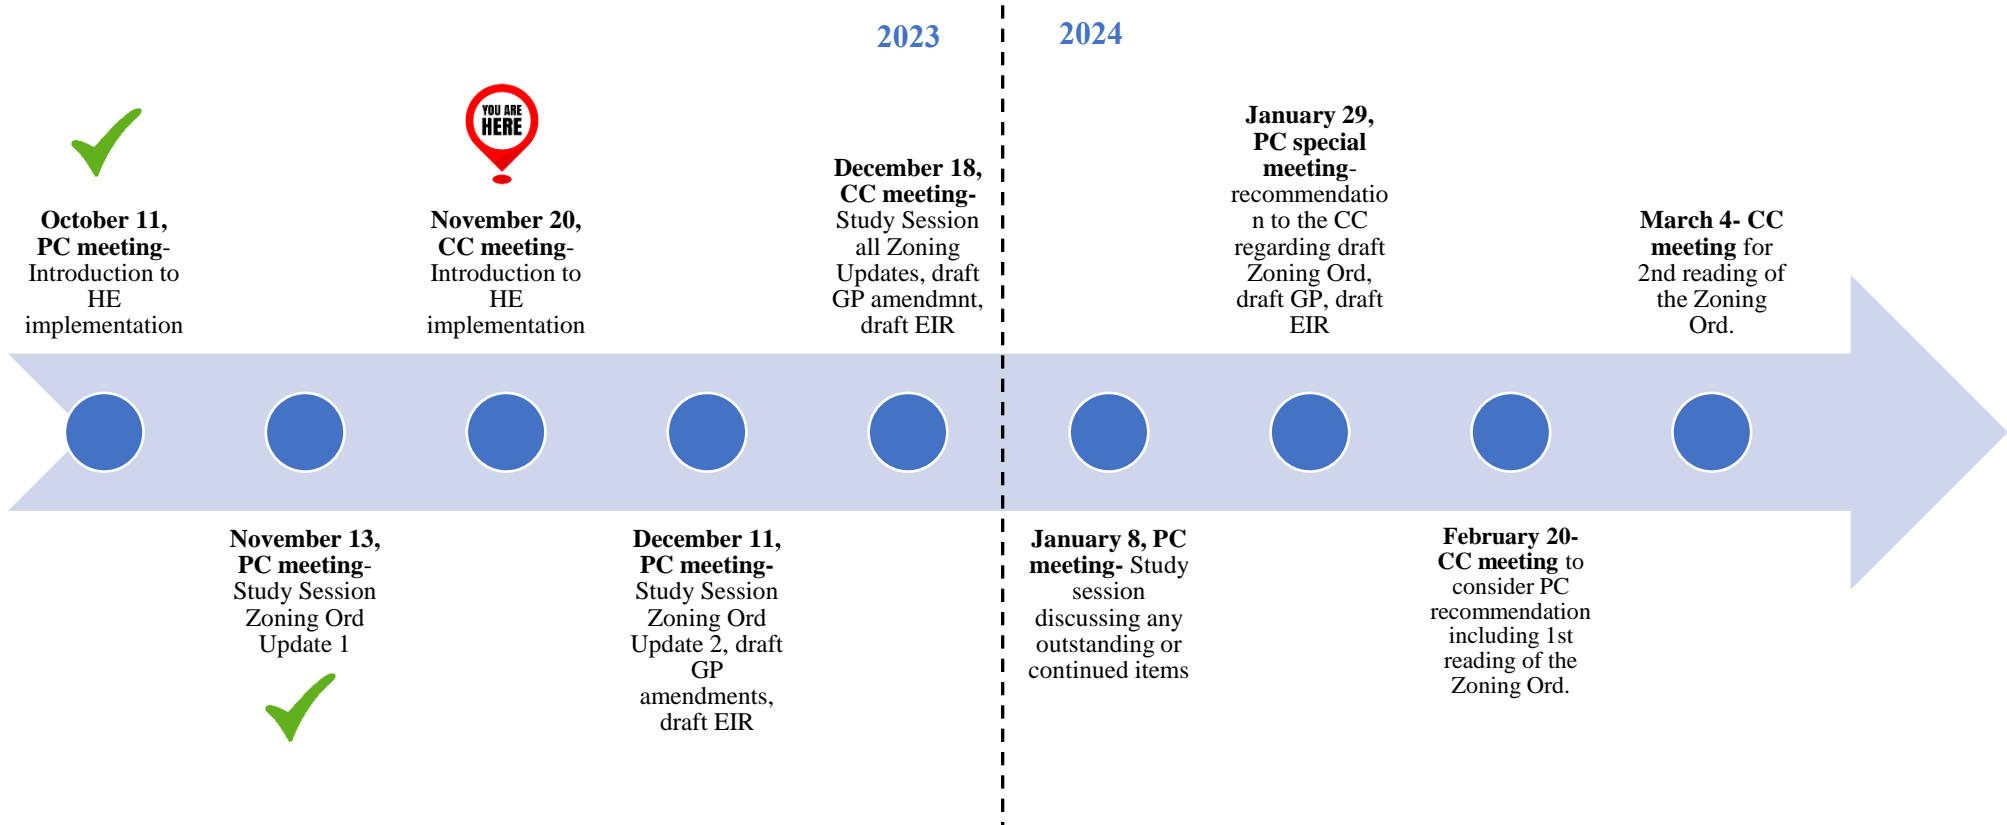 2023
2024
YOU ARE
HERE
October 11,
PC meeting-
Introduction to
HE
implementation
November 20,
CC meeting-
Introduction to
HE
implementation
December 18,
CC meeting-
Study Session
all Zoning
Updates, draft
GP amendmnt,
draft EIR
January 29,
PC special
meeting-
recommendatio
n to the CC
regarding draft
Zoning Ord,
draft GP, draft
EIR
March 4- CC
meeting for
2nd reading of
the Zoning
Ord.
November 13,
PC meeting-
Study Session
Zoning Ord
Update 1
December 11,
PC meeting-
Study Session
Zoning Ord
Update 2, draft
GP
amendments,
draft EIR
January 8, PC
meeting- Study
session
discussing any
outstanding or
continued items
February 20-
CC meeting to
consider PC
recommendation
including 1st
reading of the
Zoning Ord.